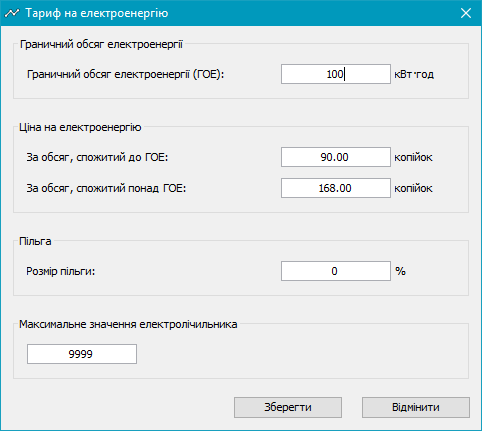 Тариф на електроенергію
Граничний обсяг електроенергії
Граничний обсяг електроенергії (ГОЕ): 100 кВт·год
Ціна на електроенергію
За обсяг, спожитий до ГОЕ: 90.00 копійок
За обсяг, спожитий понад ГОЕ: 168.00 копійок
Пільга
Розмір пільги: 0 %
Максимальне значення електролічильника
9999
Зберегти Відмінити